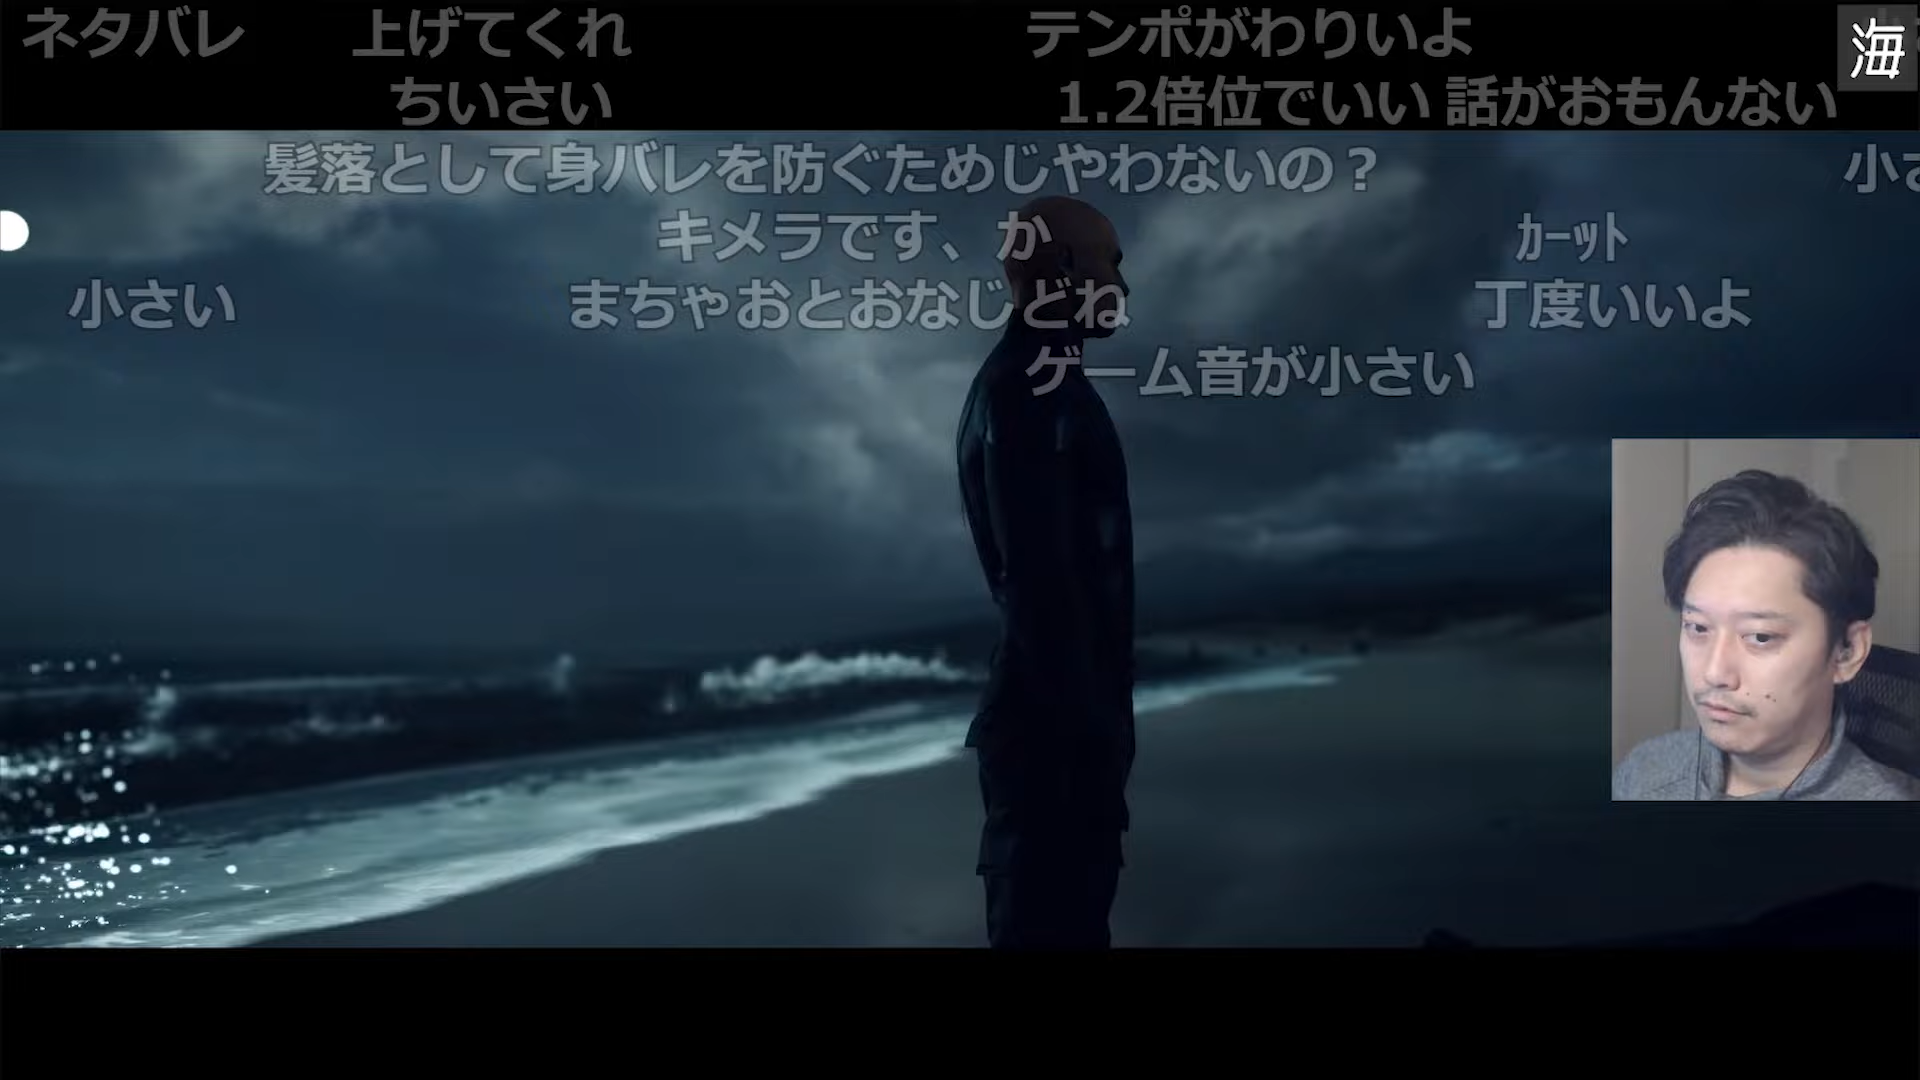 ネタバレ 上げてくれ テンポがわりいよ 海
ちいさい 1.2倍位でいい 話がおもんない
髪落として身バレを防ぐためじやわないの？ 小さ
キメラです、か ｶｰｯﾄ
小さい まちゃおとおなじどね 丁度いいよ
ゲーム音が小さい